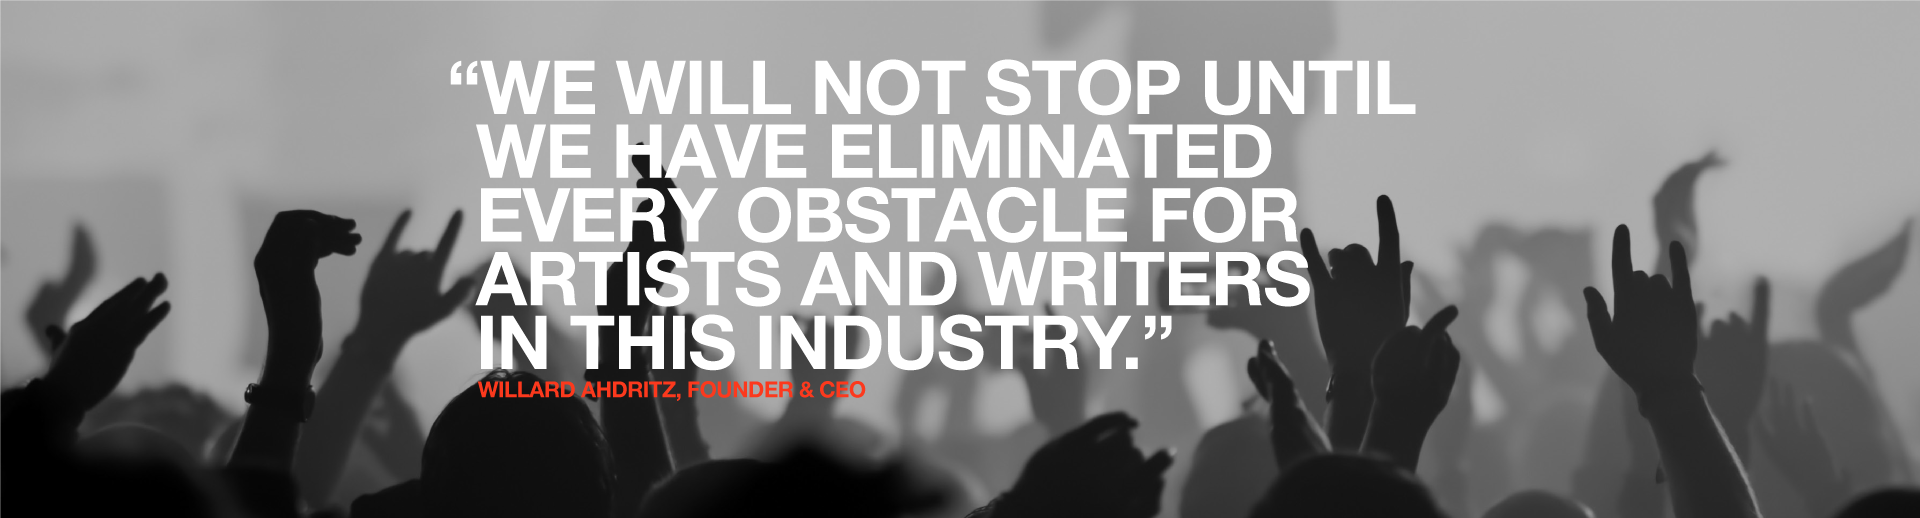 “WE WILL NOT STOP UNTIL
WE HAVE ELIMINATED
EVERY OBSTACLE FOR
ARTISTS AND WRITERS
IN THIS INDUSTRY.”
WILLARD AHDRITZ, FOUNDER & CEO